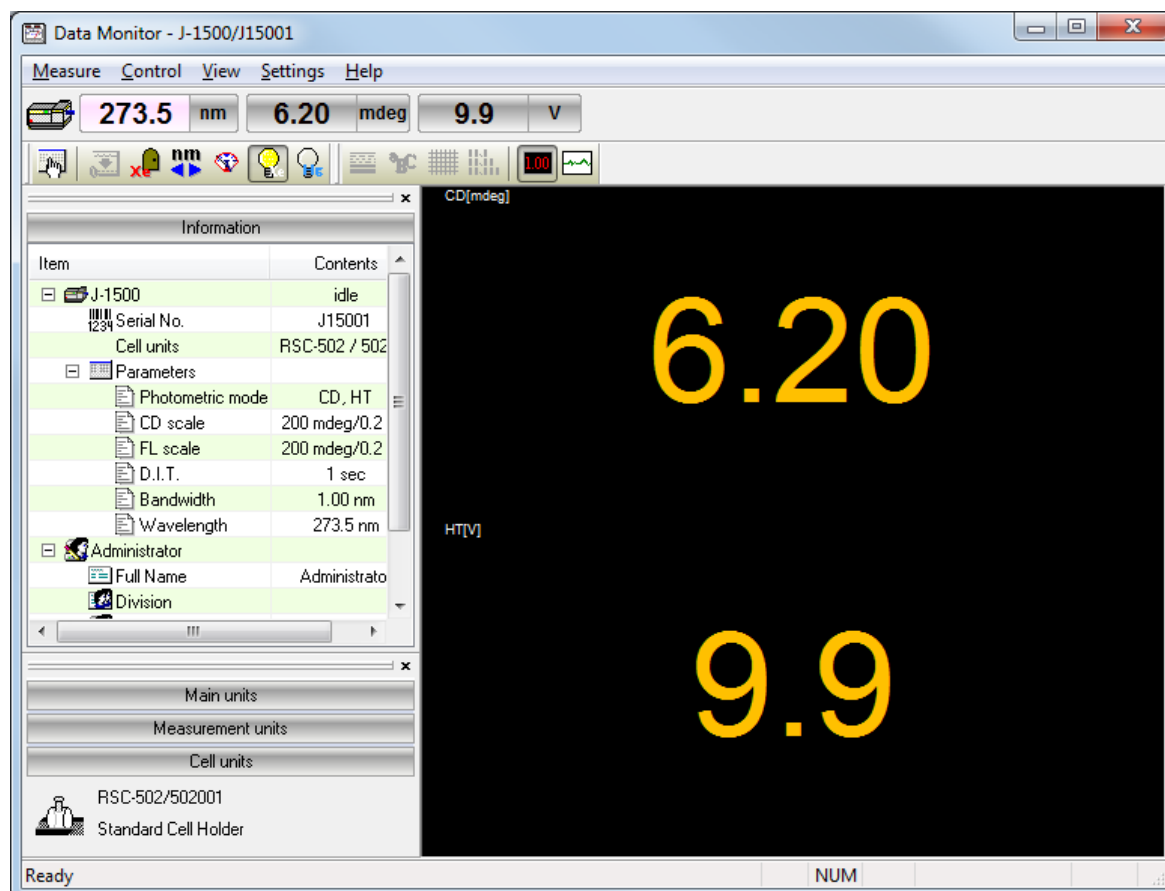 Data Monitor - J-1500/J15001
Measure Control View Settings Help
273.5 nm 6.20 mdeg 9.9 V
xe nm °C 1.00
CD[mdeg]
6.20
HT[V]
9.9
Information
Item Contents
J-1500 idle
1234 Serial No. J15001
Cell units RSC-502 / 502
Parameters
Photometric mode CD, HT
CD scale 200 mdeg/0.2
FL scale 200 mdeg/0.2
D.I.T. 1 sec
Bandwidth 1.00 nm
Wavelength 273.5 nm
Administrator
Full Name Administrato
Division
Main units
Measurement units
Cell units
RSC-502/502001
Standard Cell Holder
Ready NUM